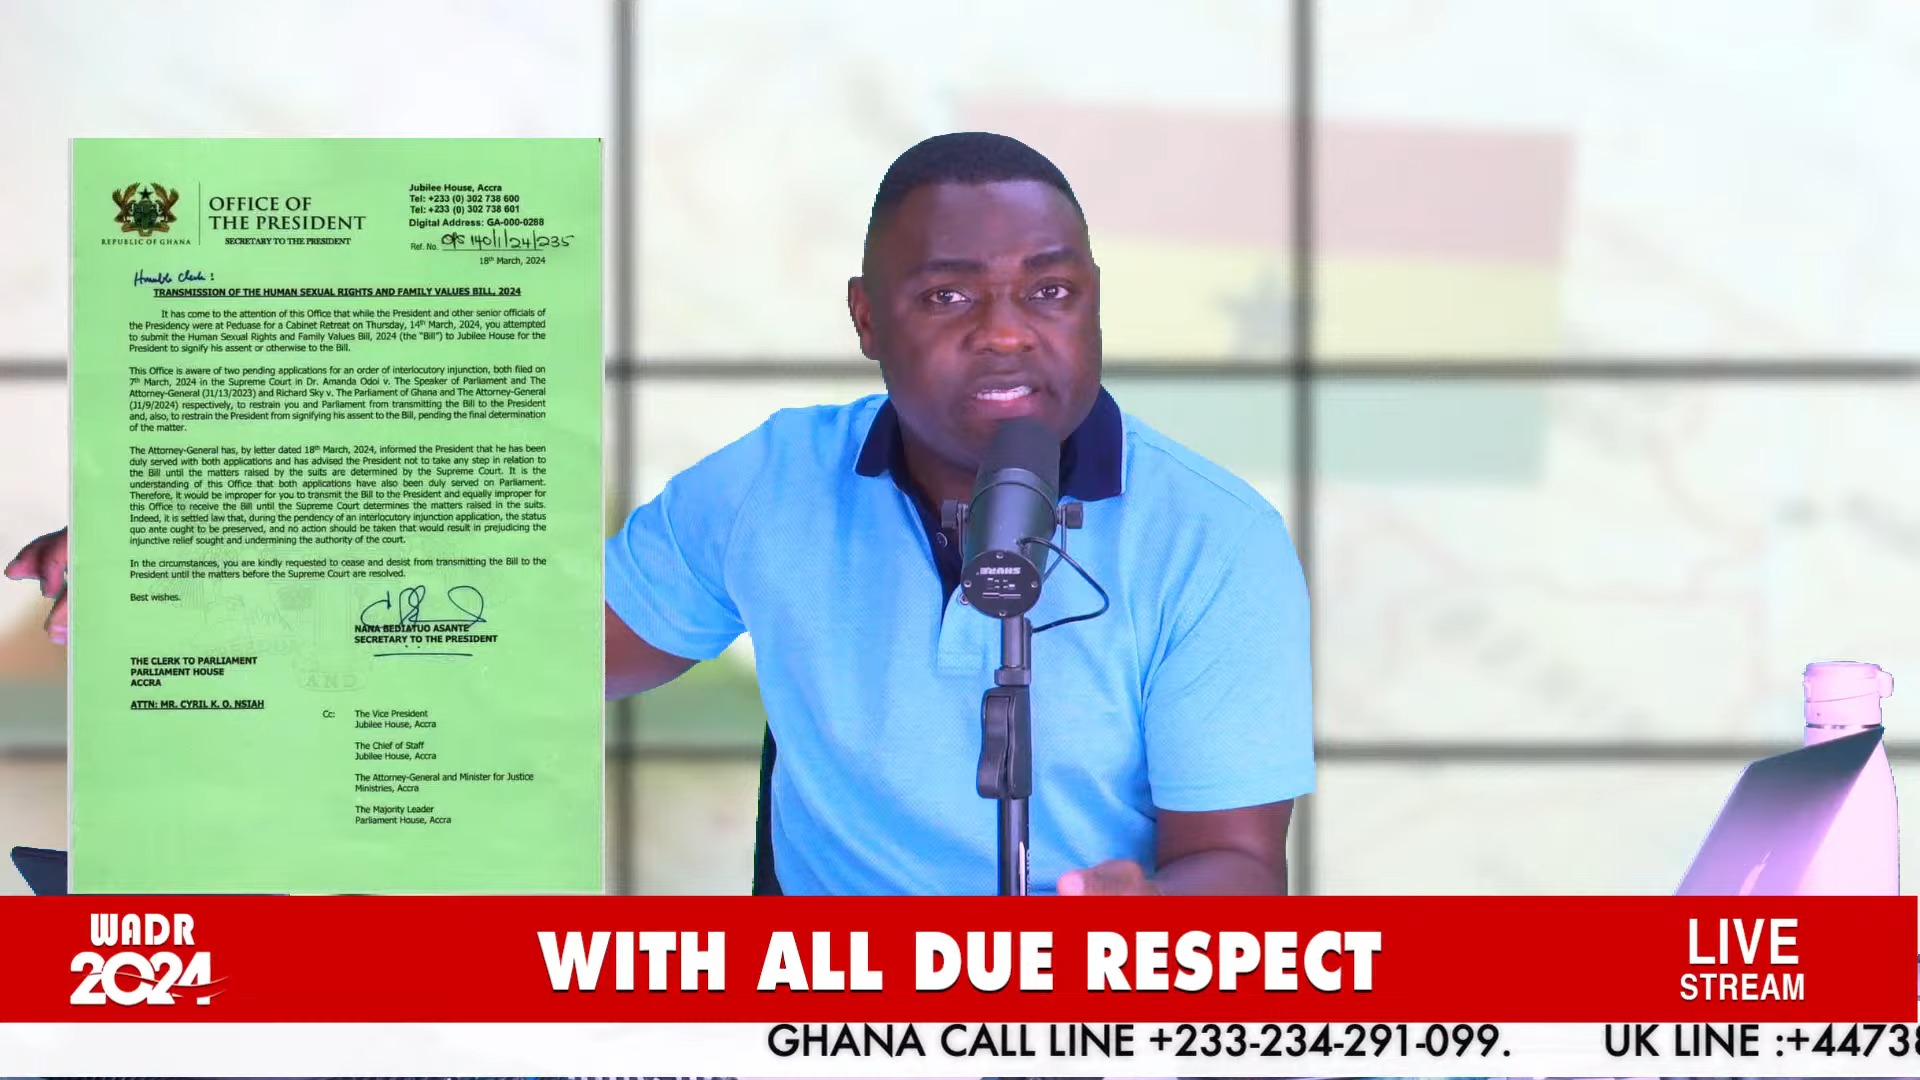 OFFICE OF
THE PRESIDENT
SECRETARY TO THE PRESIDENT
REPUBLIC OF GHANA
Jubilee House, Accra
Tel: +233 (0) 302 738 600
Tel: +233 (0) 302 738 601
Digital Address: GA-000-0288
Ref. No. OPS 140/1/24/235
18th March, 2024
Humble Clerk:
TRANSMISSION OF THE HUMAN SEXUAL RIGHTS AND FAMILY VALUES BILL, 2024
It has come to the attention of this Office that while the President and other senior officials of
the Presidency were at Peduase for a Cabinet Retreat on Thursday, 14th March, 2024, you attempted
to submit the Human Sexual Rights and Family Values Bill, 2024 (the "Bill") to Jubilee House for the
President to signify his assent or otherwise to the Bill.
This Office is aware of two pending applications for an order of interlocutory injunction, both filed on
7th March, 2024 in the Supreme Court in Dr. Amanda Odoi v. The Speaker of Parliament and The
Attorney-General (J1/13/2023) and Richard Sky v. The Parliament of Ghana and The Attorney-General
(J1/9/2024) respectively, to restrain you and Parliament from transmitting the Bill to the President
and, also, to restrain the President from signifying his assent to the Bill, pending the final determination
of the matter.
The Attorney-General has, by letter dated 18th March, 2024, informed the President that he has been
duly served with both applications and has advised the President not to take any step in relation to
the Bill until the matters raised by the suits are determined by the Supreme Court. It is the
understanding of this Office that both applications have also been duly served on Parliament.
Therefore, it would be improper for you to transmit the Bill to the President and equally improper for
this Office to receive the Bill until the Supreme Court determines the matters raised in the suits.
Indeed, it is settled law that, during the pendency of an interlocutory injunction application, the status
quo ante ought to be preserved, and no action should be taken that would result in prejudicing the
injunctive relief sought and undermining the authority of the court.
In the circumstances, you are kindly requested to cease and desist from transmitting the Bill to the
President until the matters before the Supreme Court are resolved.
Best wishes.
NANA BEDIATUO ASANTE
SECRETARY TO THE PRESIDENT
THE CLERK TO PARLIAMENT
PARLIAMENT HOUSE
ACCRA
ATTN: MR. CYRIL K. O. NSIAH
Cc: The Vice President
Jubilee House, Accra
The Chief of Staff
Jubilee House, Accra
The Attorney-General and Minister for Justice
Ministries, Accra
The Majority Leader
Parliament House, Accra
SHURE
WADR
2024
WITH ALL DUE RESPECT
LIVE
STREAM
GHANA CALL LINE +233-234-291-099. UK LINE :+44738